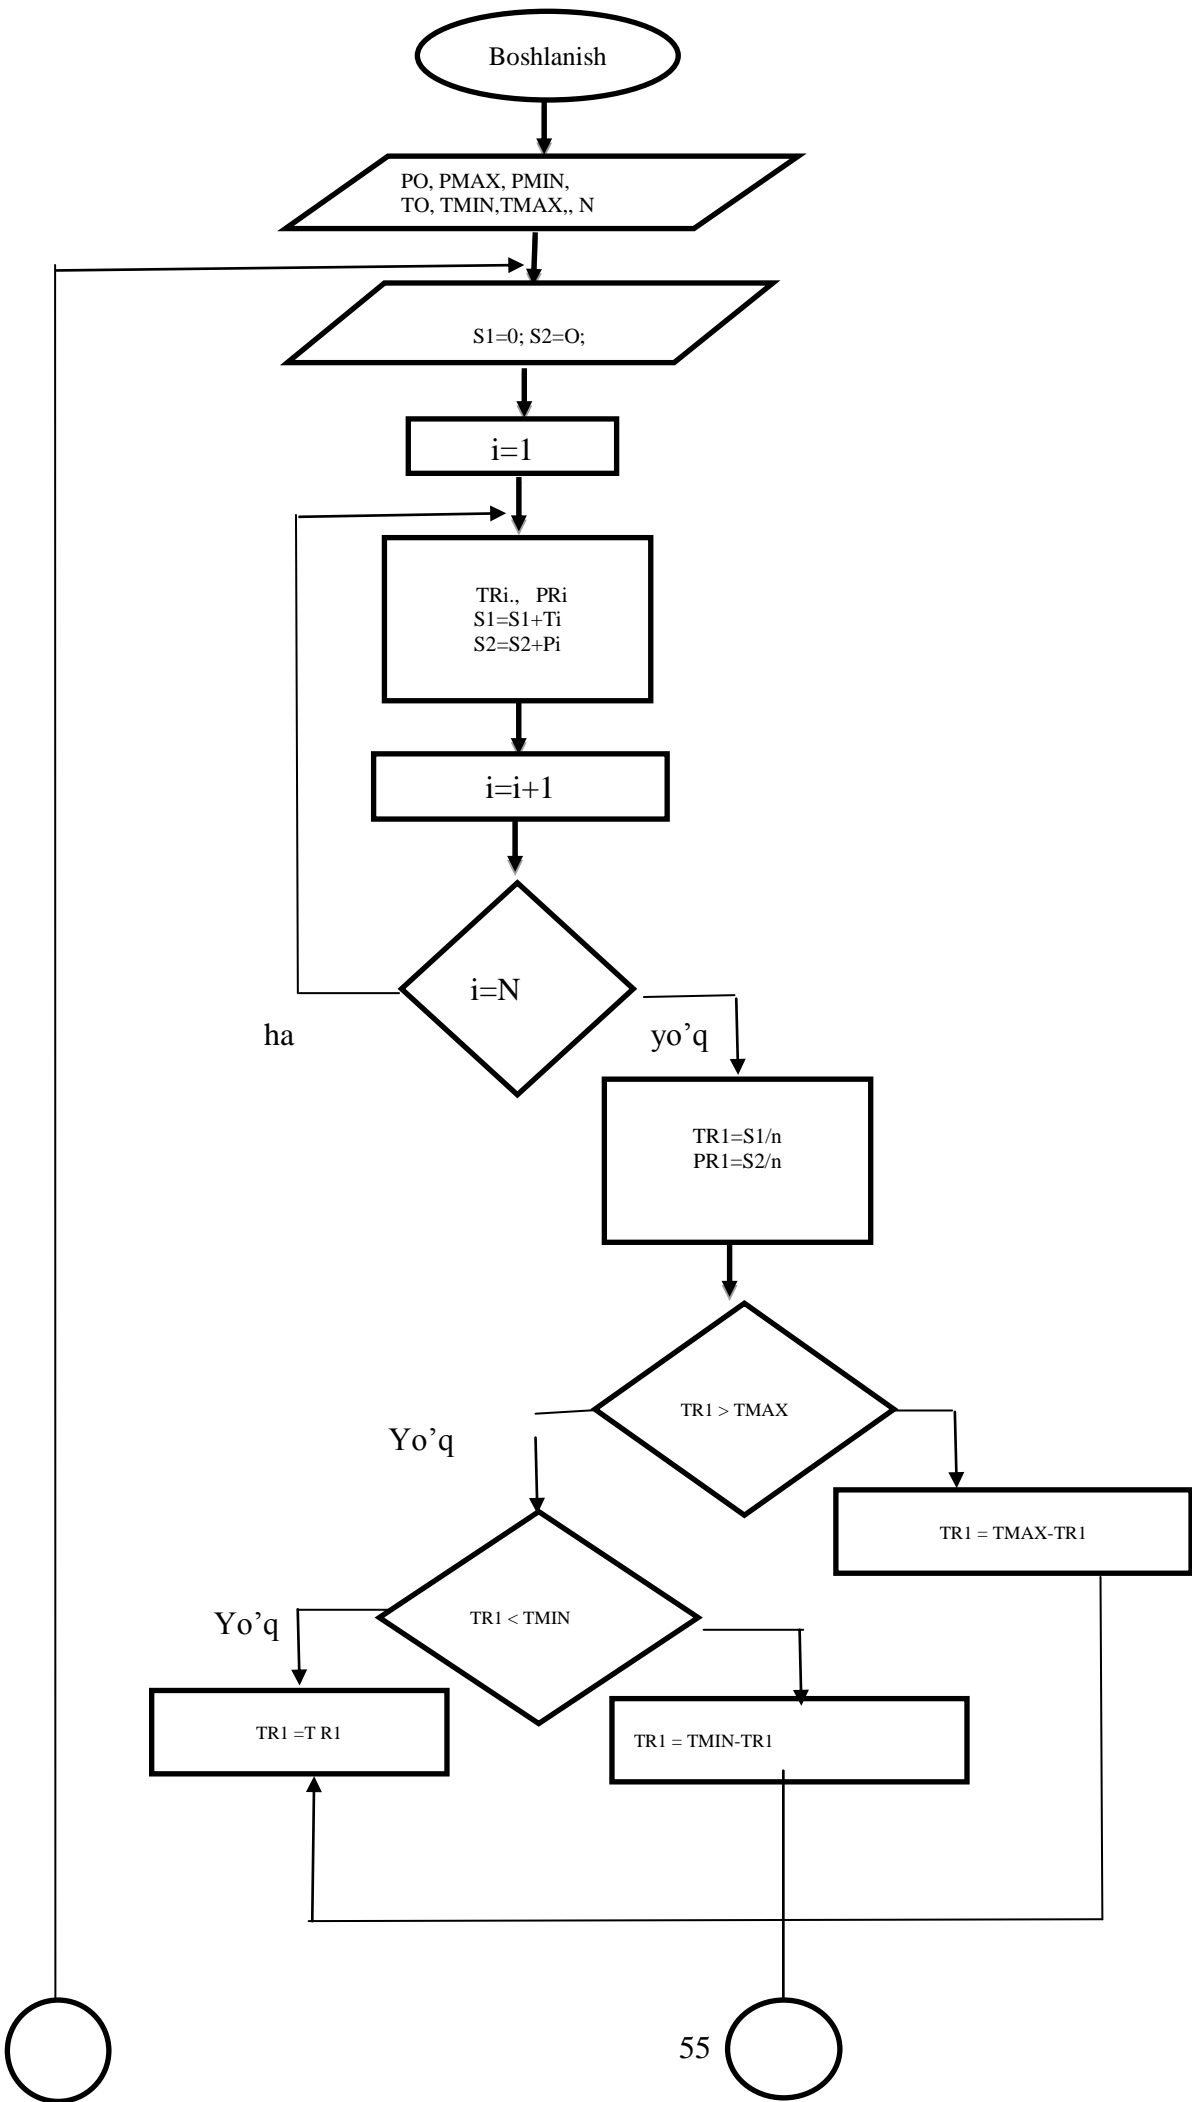 Boshlanish
PO, PMAX, PMIN,
TO, TMIN,TMAX,, N
S1=0; S2=O;
i=1
TRi., PRi
S1=S1+Ti
S2=S2+Pi
i=i+1
i=N
ha
yo’q
TR1=S1/n
PR1=S2/n
TR1 > TMAX
Yo’q
TR1 = TMAX-TR1
TR1 < TMIN
Yo’q
TR1 =T R1
TR1 = TMIN-TR1
55